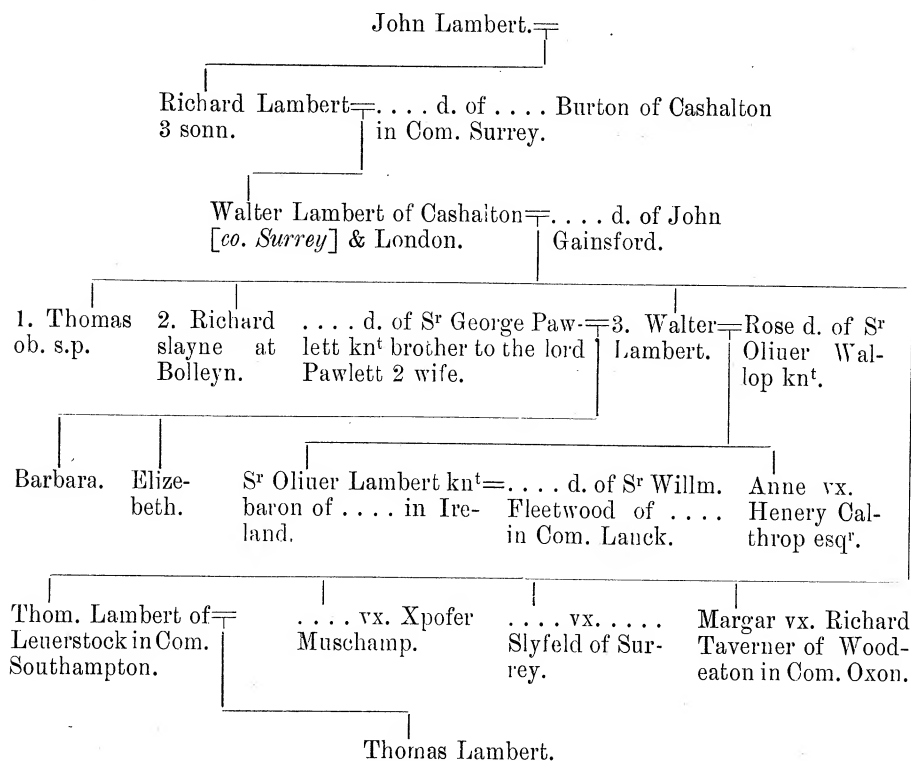 John Lambert.
Richard Lambert
3 sonn.
. . . . d. of . . . . Burton of Cashalton
in Com. Surrey.
Walter Lambert of Cashalton
[co. Surrey] & London.
. . . . d. of John
Gainsford.
1. Thomas
ob. s.p.
2. Richard
slayne at
Bolleyn.
. . . . d. of Sʳ George Paw-
lett knᵗ brother to the lord
Pawlett 2 wife.
3. Walter
Lambert.
Rose d. of Sʳ
Oliuer Wal-
lop knᵗ.
Barbara.
Elize-
beth.
Sʳ Oliuer Lambert knᵗ
baron of . . . . in Ire-
land.
. . . . d. of Sʳ Willm.
Fleetwood of . . . .
in Com. Lanck.
Anne vx.
Henery Cal-
throp esqʳ.
Thom. Lambert of
Leuerstock in Com.
Southampton.
. . . . vx. Xpofer
Muschamp.
. . . . vx. . . . . .
Slyfeld of Sur-
rey.
Margar vx. Richard
Taverner of Wood-
eaton in Com. Oxon.
Thomas Lambert.